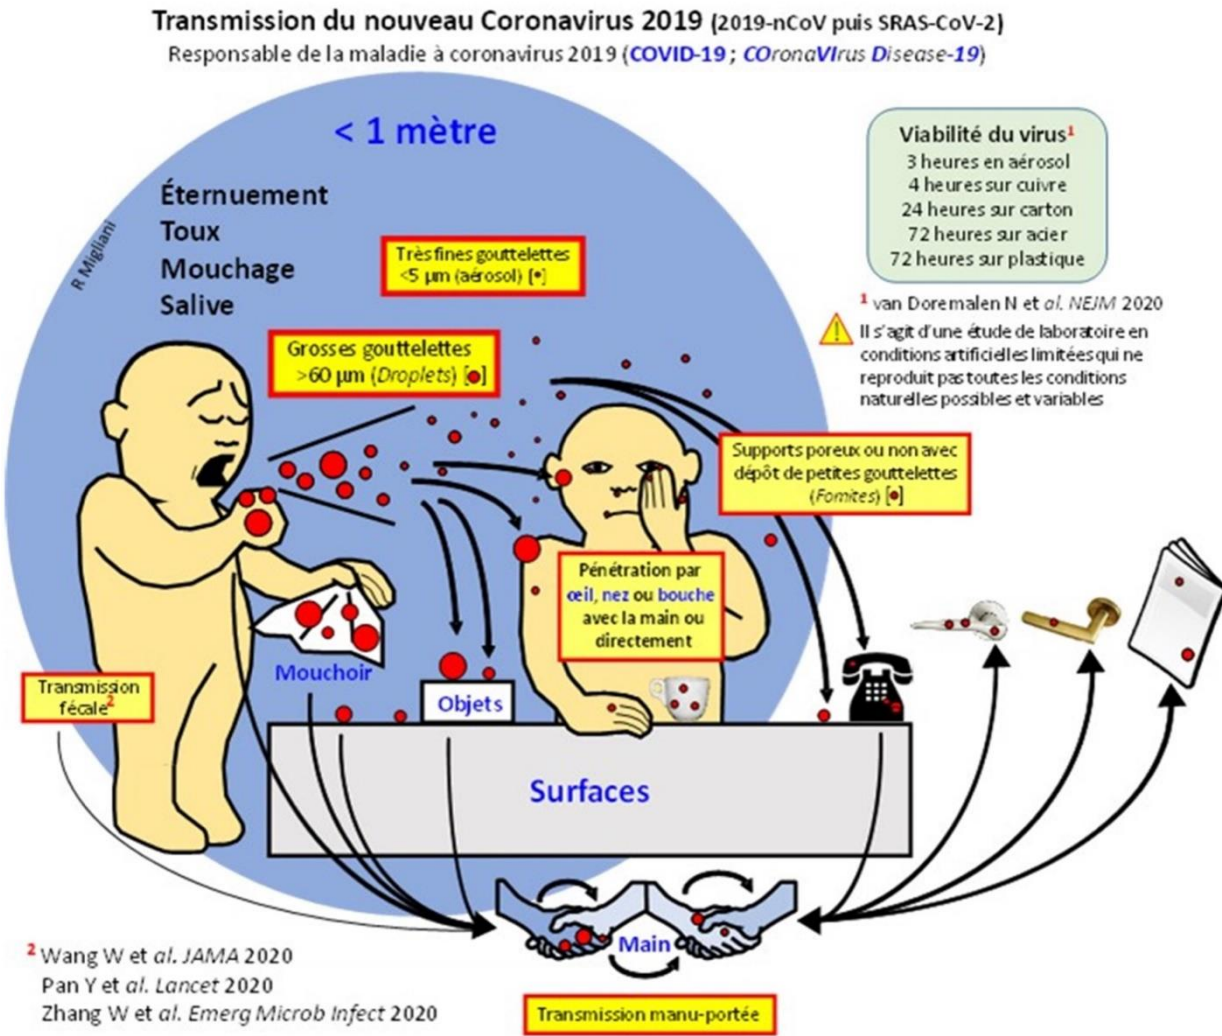 Transmission du nouveau Coronavirus 2019 (2019-nCoV puis SRAS-CoV-2)
Responsable de la maladie à coronavirus 2019 (COVID-19 ; COronaVIrus Disease-19)
< 1 mètre
Éternuement
Toux
Mouchage
Salive
R Migliani
Très fines gouttelettes
<5 µm (aérosol) [•]
Grosses gouttelettes
>60 µm (Droplets) [●]
Viabilité du virus¹
3 heures en aérosol
4 heures sur cuivre
24 heures sur carton
72 heures sur acier
72 heures sur plastique
¹ van Doremalen N et al. NEJM 2020
!
Il s'agit d'une étude de laboratoire en
conditions artificielles limitées qui ne
reproduit pas toutes les conditions
naturelles possibles et variables
Supports poreux ou non avec
dépôt de petites gouttelettes
(Fomites) [●]
Pénétration par
œil, nez ou bouche
avec la main ou
directement
Mouchoir
Transmission
fécale²
Objets
Surfaces
Main
Transmission manu-portée
² Wang W et al. JAMA 2020
Pan Y et al. Lancet 2020
Zhang W et al. Emerg Microb Infect 2020